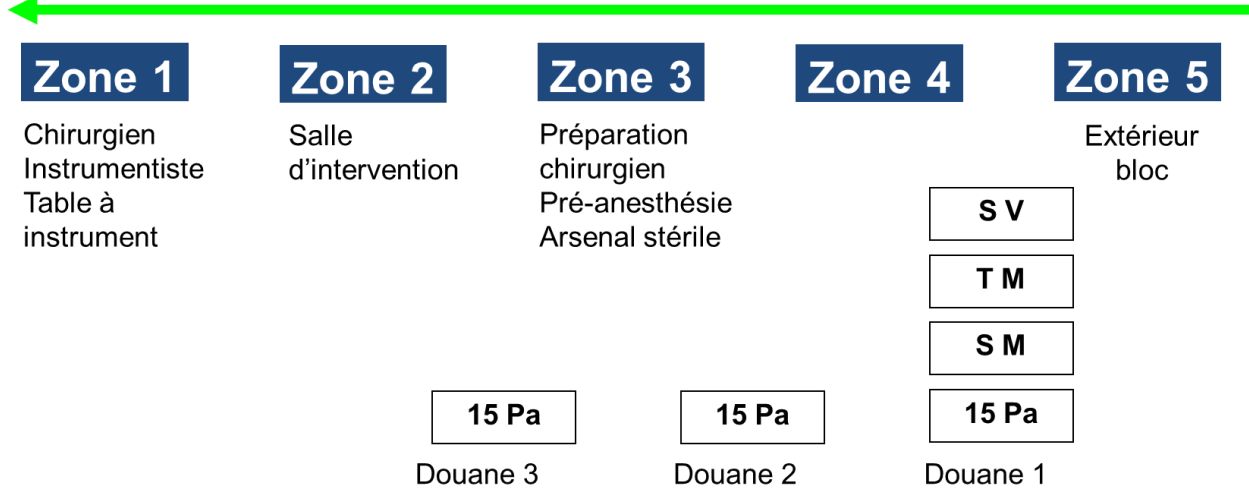 Zone 1
Zone 2
Zone 3
Zone 4
Zone 5
Chirurgien
Instrumentiste
Table à
instrument
Salle
d’intervention
Préparation
chirurgien
Pré-anesthésie
Arsenal stérile
Extérieur
bloc
S V
T M
S M
15 Pa
15 Pa
15 Pa
Douane 3
Douane 2
Douane 1